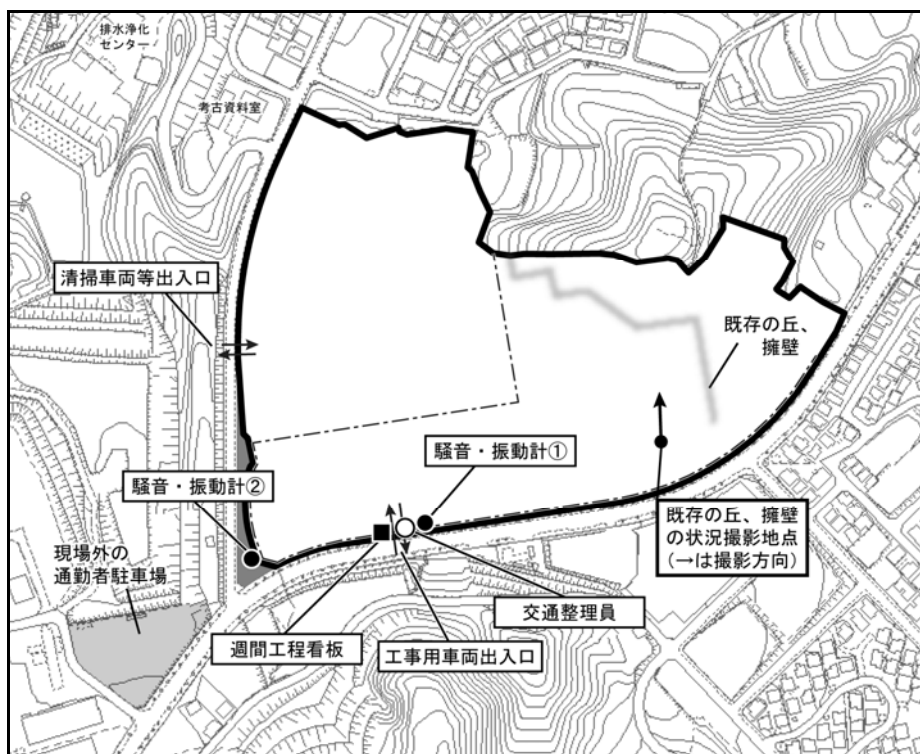 排水浄化
センター
考古資料室
清掃車両等出入口
既存の丘、
擁壁
騒音・振動計①
騒音・振動計②
既存の丘、擁壁
の状況撮影地点
(→は撮影方向)
現場外の
通勤者駐車場
交通整理員
週間工程看板
工事用車両出入口